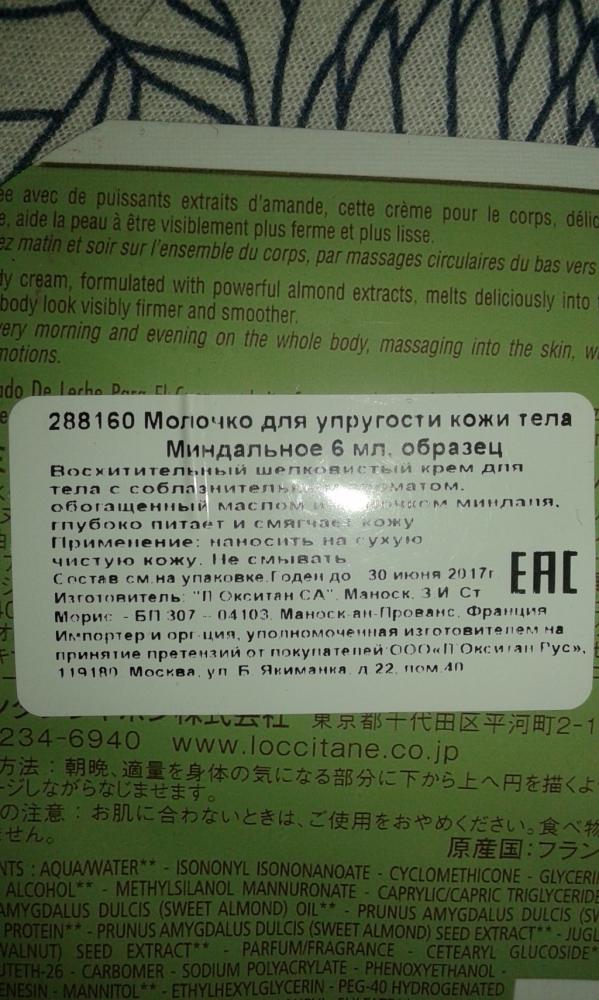 ée avec de puissants extraits d'amande, cette crème pour le corps, délic
e, aide la peau à être visiblement plus ferme et plus lisse.
ez matin et soir sur l'ensemble du corps, par massages circulaires du bas vers
dy cream, formulated with powerful almond extracts, melts deliciously into
body look visibly firmer and smoother.
very morning and evening on the whole body, massaging into the skin, w
motions.
ado De Leche Para El
288160 Молочко для упругости кожи тела
Миндальное 6 мл. образец
Восхитительный шелковистый крем для
тела с соблазнительн ароматом,
обогащенный маслом и молочком миндаля,
глубоко питает и смягчает кожу
Применение: наносить на сухую
чистую кожу. Не смывать.
Состав см.на упаковке.Годен до 30 июня 2017г
Изготовитель: "Л Окситан СА". Маноск, З И Ст
Морис - БП 307 - 04103, Маноск-ан-Прованс, Франция
Импортер и орг-ция, уполномоченная изготовителем на
принятие претензий от покупателей:ООО«Л'Окситан Рус»,
119180, Москва, ул. Б. Якиманка, д.22, пом.40
EAC
株式会社 東京都千代田区平河町2-1
234-6940 www.loccitane.co.jp
方法：朝晩、適量を身体の気になる部分に下から上へ円を描くよ
ージしながらなじませます。
の注意：お肌に合わないときは、ご使用をおやめください。食べ物
せん。
原産国：フラン
NTS : AQUA/WATER** - ISONONYL ISONONANOATE - CYCLOMETHICONE - GLYCERI
ALCOHOL** - METHYLSILANOL MANNURONATE - CAPRYLIC/CAPRIC TRIGLYCERIDE
AMYGDALUS DULCIS (SWEET ALMOND) OIL** - PRUNUS AMYGDALUS DULCIS (SW
PROTEIN** - PRUNUS AMYGDALUS DULCIS (SWEET ALMOND) SEED EXTRACT** - JUGL
WALNUT) SEED EXTRACT** - PARFUM/FRAGRANCE - CETEARYL GLUCOSIDE*
UTETH-26 - CARBOMER - SODIUM POLYACRYLATE - PHENOXYETHANOL -
ENESIN - MANNITOL** - ETHYLHEXYLGLYCERIN - PEG-40 HYDROGENATED